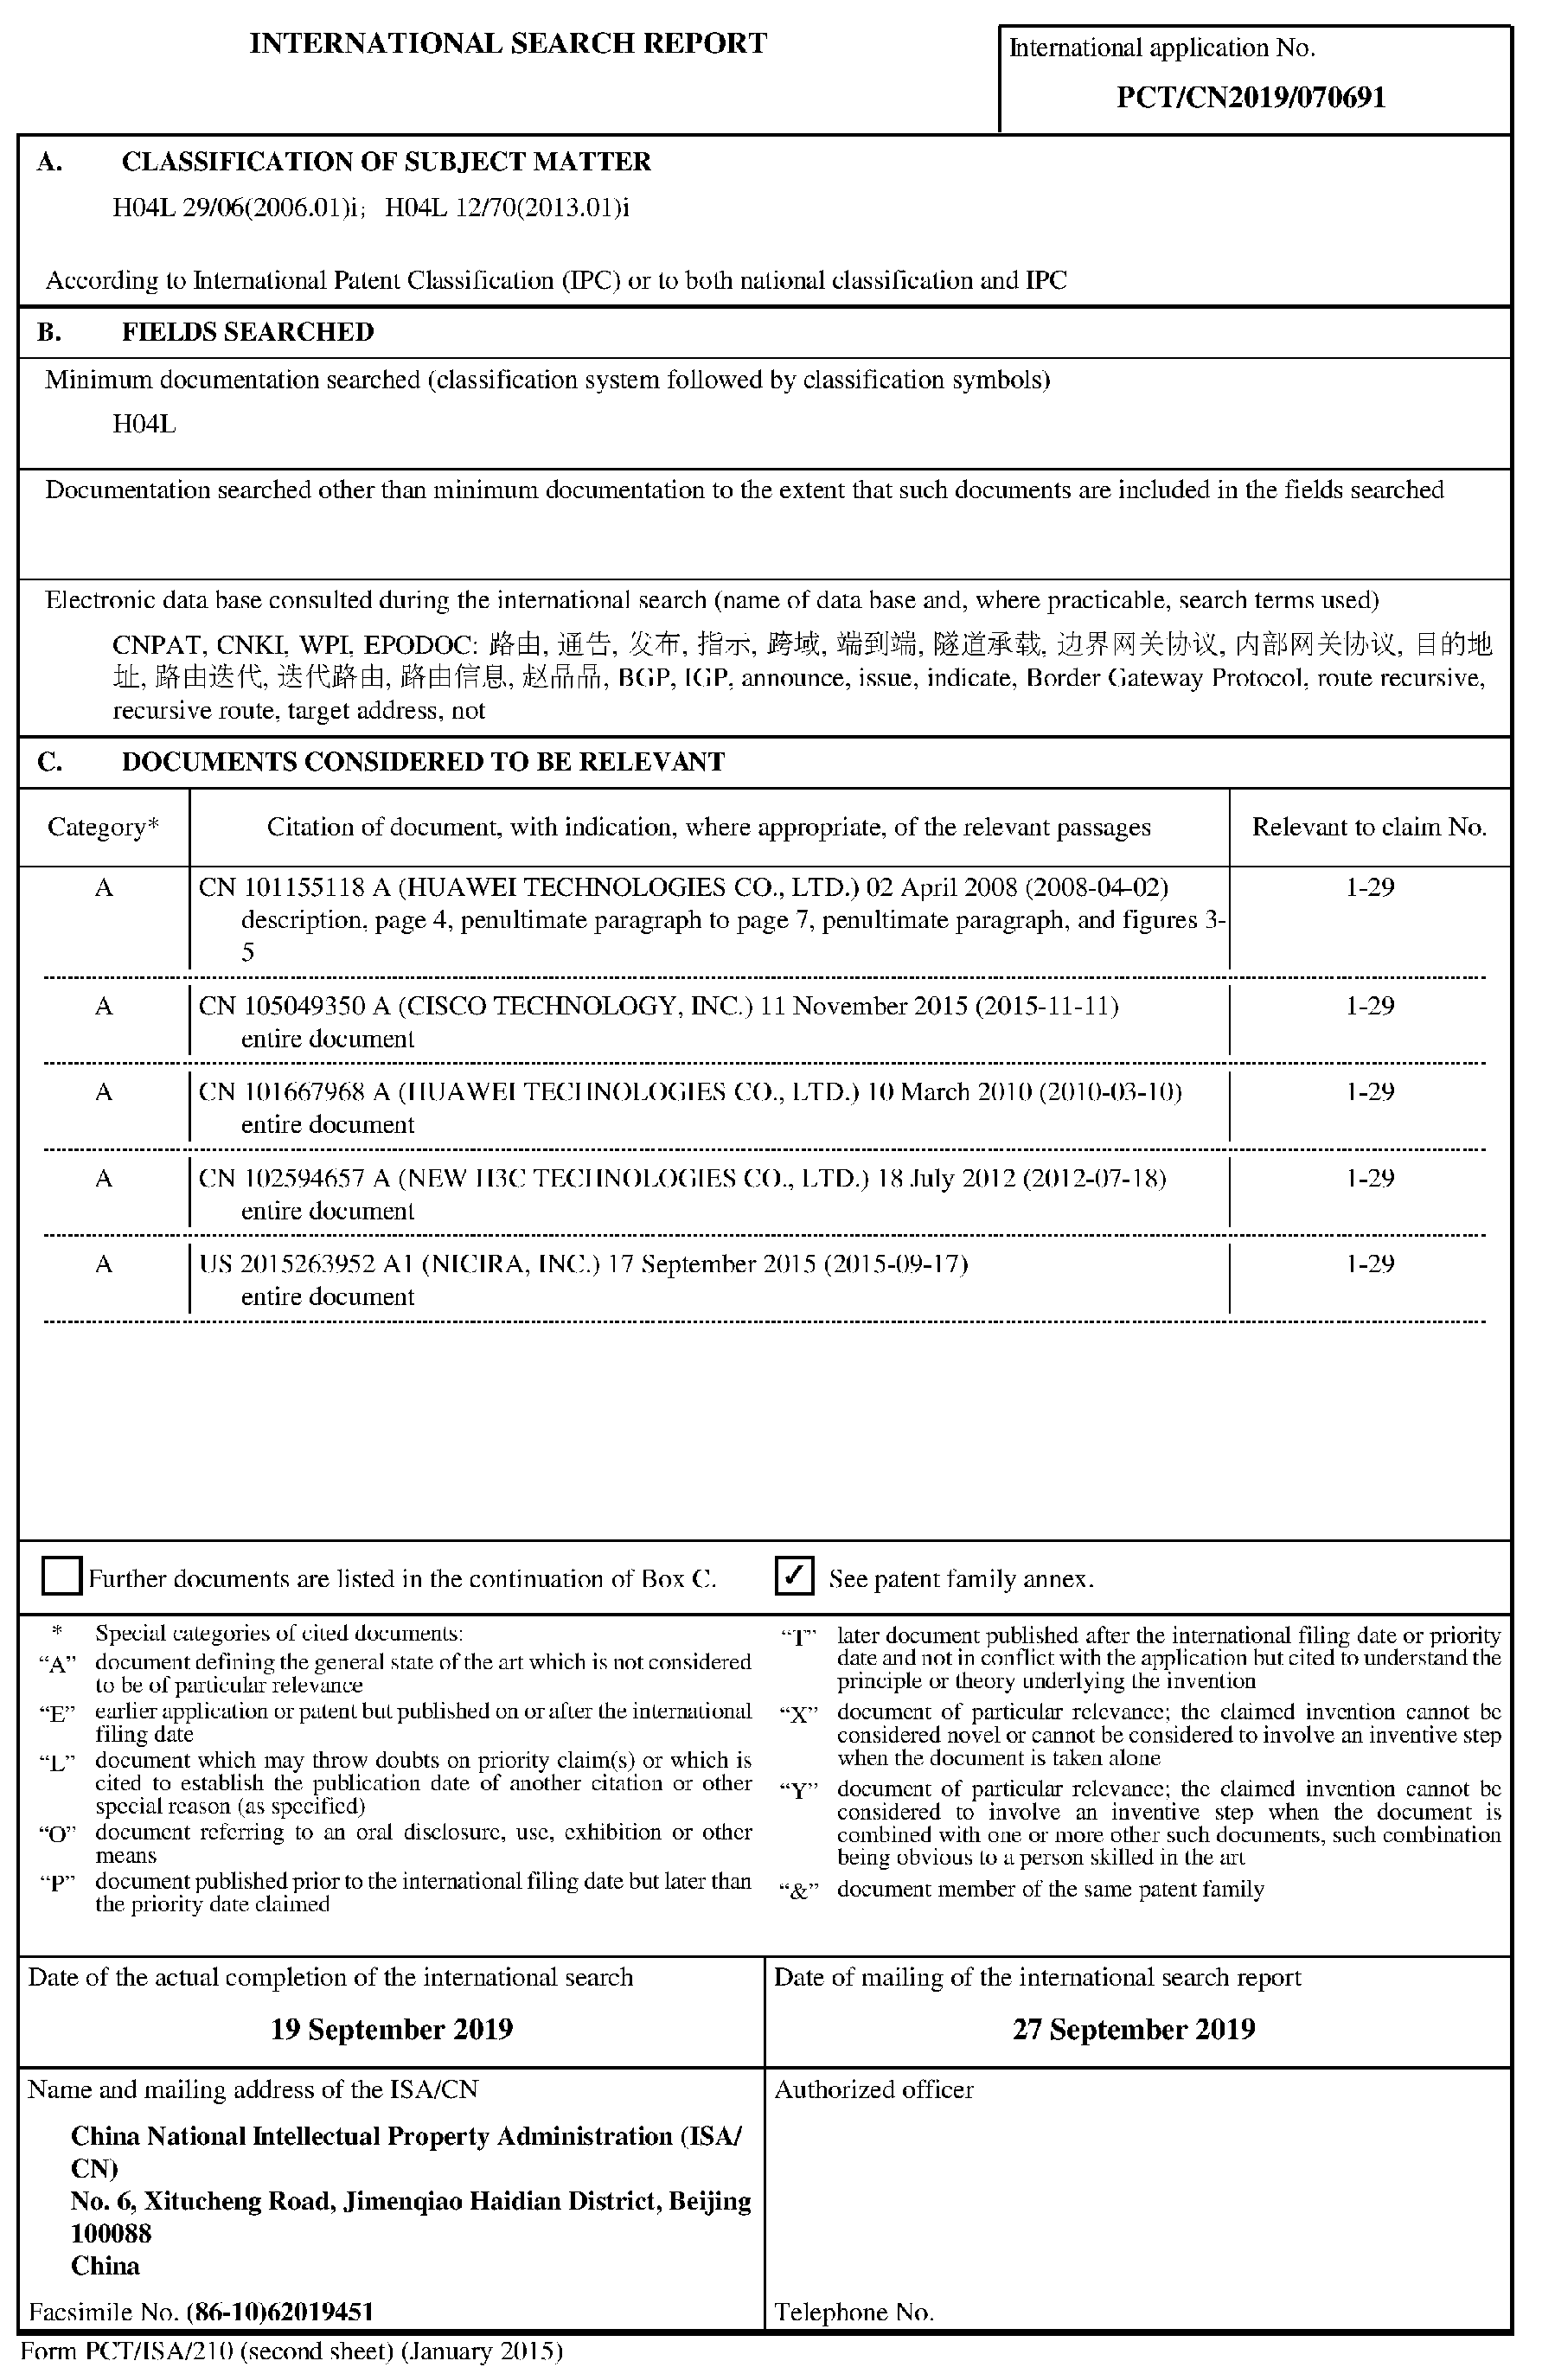 INTERNATIONAL SEARCH REPORT
International application No.
PCT/CN2019/070691
A. CLASSIFICATION OF SUBJECT MATTER
H04L 29/06(2006.01)i; H04L 12/70(2013.01)i
According to International Patent Classification (IPC) or to both national classification and IPC
B. FIELDS SEARCHED
Minimum documentation searched (classification system followed by classification symbols)
H04L
Documentation searched other than minimum documentation to the extent that such documents are included in the fields searched
Electronic data base consulted during the international search (name of data base and, where practicable, search terms used)
CNPAT, CNKI, WPI, EPODOC: 路由, 通告, 发布, 指示, 跨域, 端到端, 隧道承载, 边界网关协议, 内部网关协议, 目的地
址, 路由迭代, 迭代路由, 路由信息, 赵晶晶, BGP, IGP, announce, issue, indicate, Border Gateway Protocol, route recursive,
recursive route, target address, not
C. DOCUMENTS CONSIDERED TO BE RELEVANT
Category* Citation of document, with indication, where appropriate, of the relevant passages Relevant to claim No.
A CN 101155118 A (HUAWEI TECHNOLOGIES CO., LTD.) 02 April 2008 (2008-04-02) 1-29
description, page 4, penultimate paragraph to page 7, penultimate paragraph, and figures 3-
5
A CN 105049350 A (CISCO TECHNOLOGY, INC.) 11 November 2015 (2015-11-11) 1-29
entire document
A CN 101667968 A (HUAWEI TECHNOLOGIES CO., LTD.) 10 March 2010 (2010-03-10) 1-29
entire document
A CN 102594657 A (NEW H3C TECHNOLOGIES CO., LTD.) 18 July 2012 (2012-07-18) 1-29
entire document
A US 2015263952 A1 (NICIRA, INC.) 17 September 2015 (2015-09-17) 1-29
entire document
Further documents are listed in the continuation of Box C.
✓ See patent family annex.
* Special categories of cited documents:
“A” document defining the general state of the art which is not considered
to be of particular relevance
“E” earlier application or patent but published on or after the international
filing date
“L” document which may throw doubts on priority claim(s) or which is
cited to establish the publication date of another citation or other
special reason (as specified)
“O” document referring to an oral disclosure, use, exhibition or other
means
“P” document published prior to the international filing date but later than
the priority date claimed
“T” later document published after the international filing date or priority
date and not in conflict with the application but cited to understand the
principle or theory underlying the invention
“X” document of particular relevance; the claimed invention cannot be
considered novel or cannot be considered to involve an inventive step
when the document is taken alone
“Y” document of particular relevance; the claimed invention cannot be
considered to involve an inventive step when the document is
combined with one or more other such documents, such combination
being obvious to a person skilled in the art
“&” document member of the same patent family
Date of the actual completion of the international search
19 September 2019
Date of mailing of the international search report
27 September 2019
Name and mailing address of the ISA/CN
China National Intellectual Property Administration (ISA/
CN)
No. 6, Xitucheng Road, Jimenqiao Haidian District, Beijing
100088
China
Facsimile No. (86-10)62019451
Authorized officer
Telephone No.
Form PCT/ISA/210 (second sheet) (January 2015)